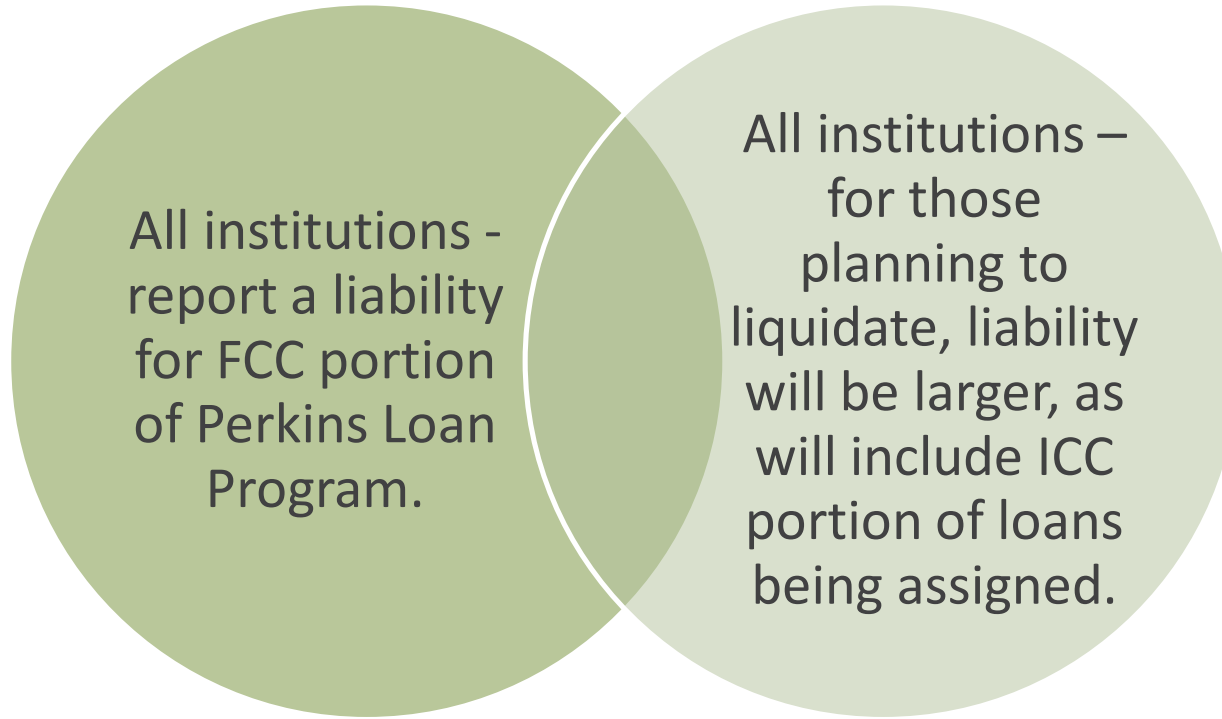 All institutions -
report a liability
for FCC portion
of Perkins Loan
Program.
All institutions –
for those
planning to
liquidate, liability
will be larger, as
will include ICC
portion of loans
being assigned.